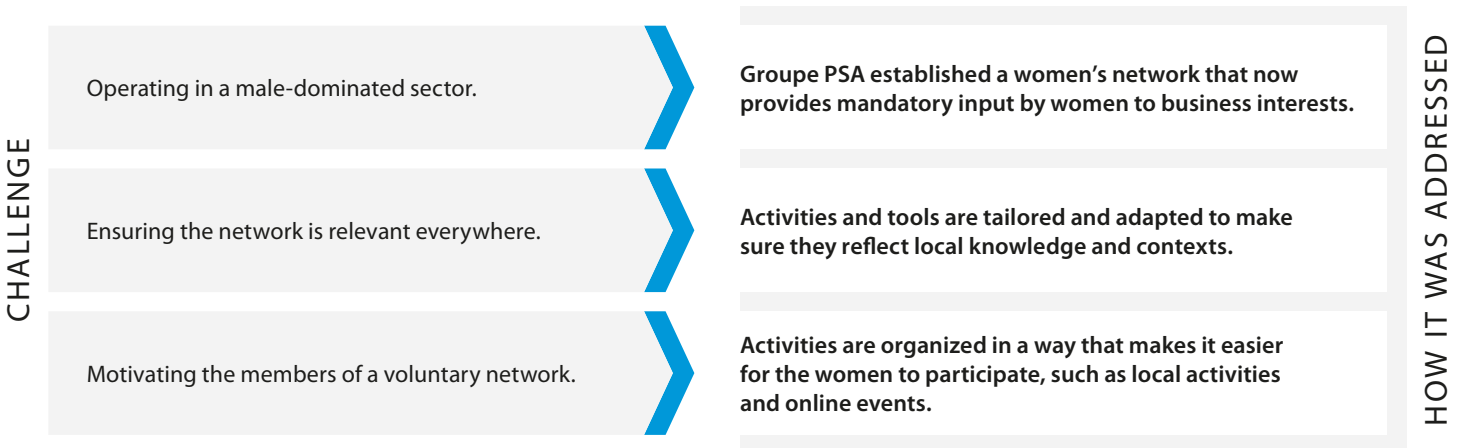 CHALLENGE
Operating in a male-dominated sector.
Groupe PSA established a women’s network that now
provides mandatory input by women to business interests.
Ensuring the network is relevant everywhere.
Activities and tools are tailored and adapted to make
sure they reflect local knowledge and contexts.
Motivating the members of a voluntary network.
Activities are organized in a way that makes it easier
for the women to participate, such as local activities
and online events.
HOW IT WAS ADDRESSED